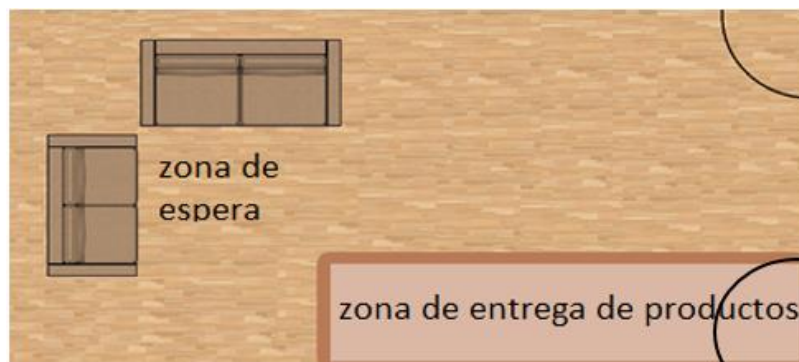 zona de
espera
zona de entrega de productos